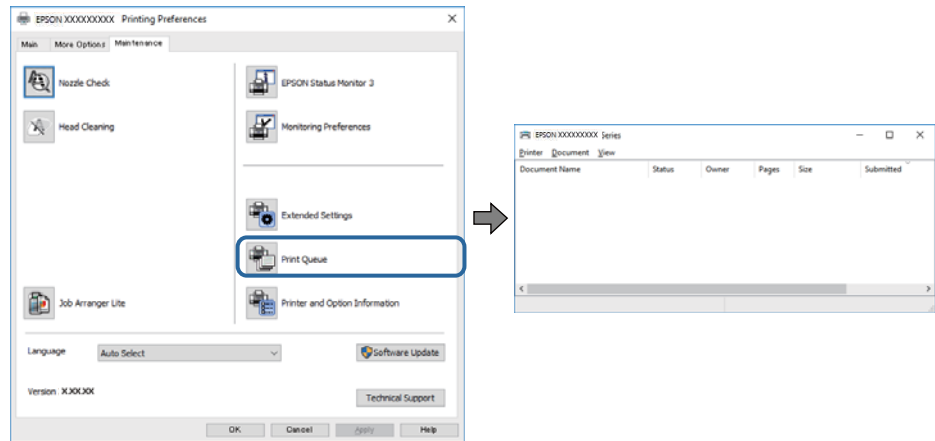 EPSON XXXXXXXXX Printing Preferences
Main More Options Maintenance
Nozzle Check
Head Cleaning
Job Arranger Lite
EPSON Status Monitor 3
Monitoring Preferences
Extended Settings
Print Queue
Printer and Option Information
Language Auto Select Software Update
Version X.XX.XX Technical Support
OK Cancel Apply Help
EPSON XXXXXXXXX Series
Printer Document View
Document Name Status Owner Pages Size Submitted